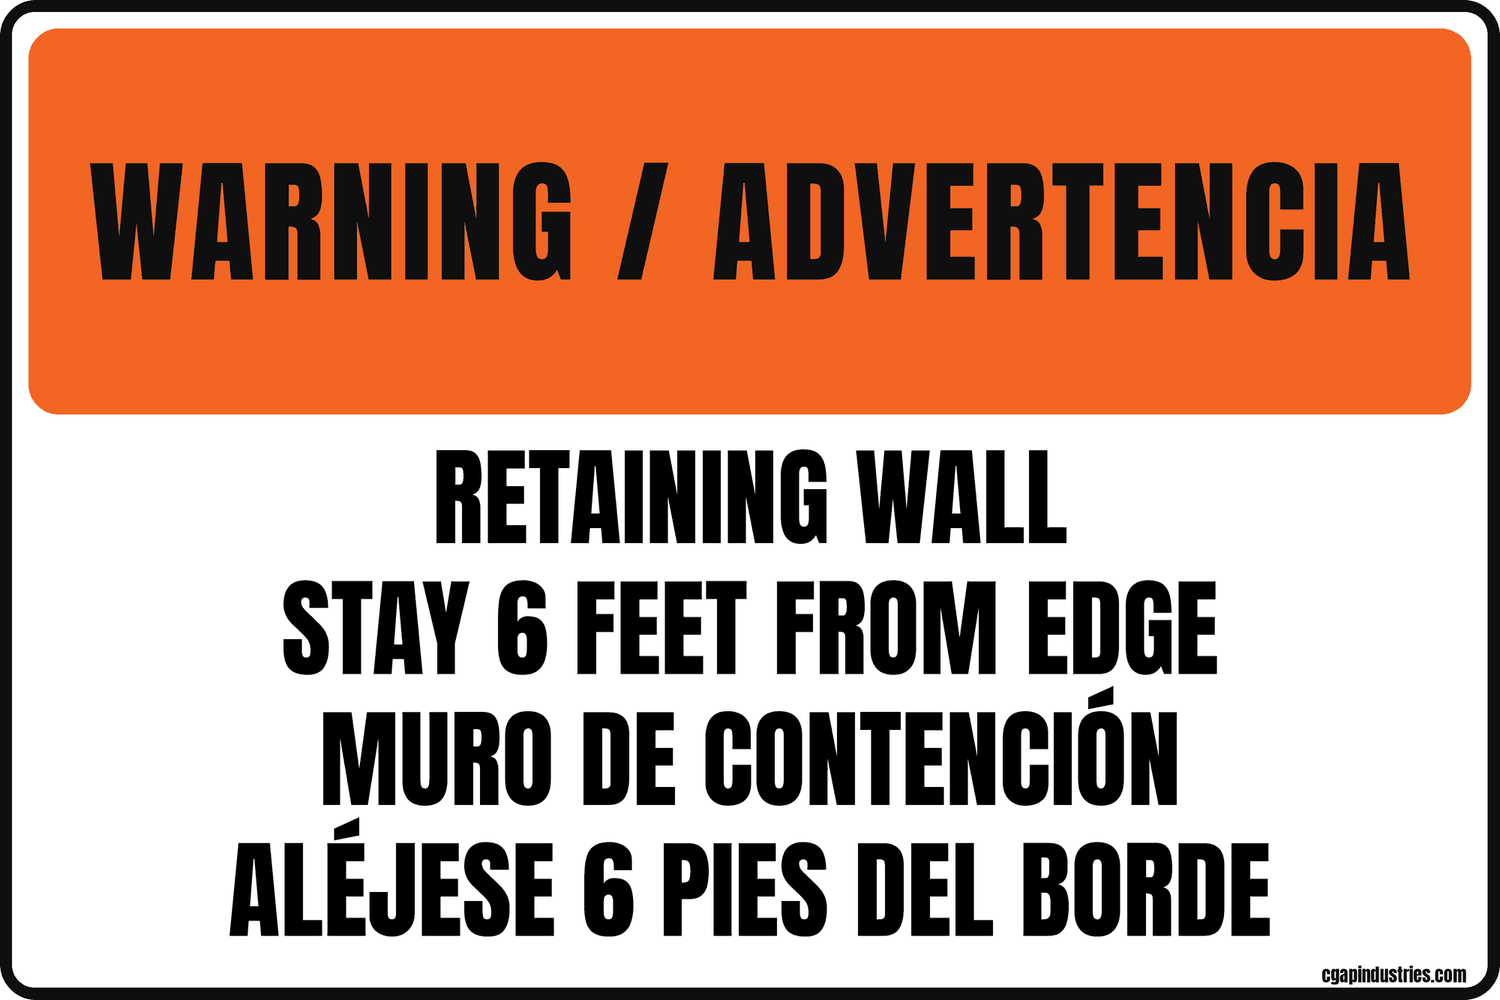 WARNING / ADVERTENCIA
RETAINING WALL
STAY 6 FEET FROM EDGE
MURO DE CONTENCIÓN
ALÉJESE 6 PIES DEL BORDE
cgapindustries.com